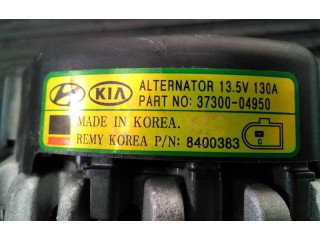 KIA ALTERNATOR 13.5V 130A
PART NO: 37300-04950
MADE IN KOREA.
REMY KOREA P/N: 8400383
C